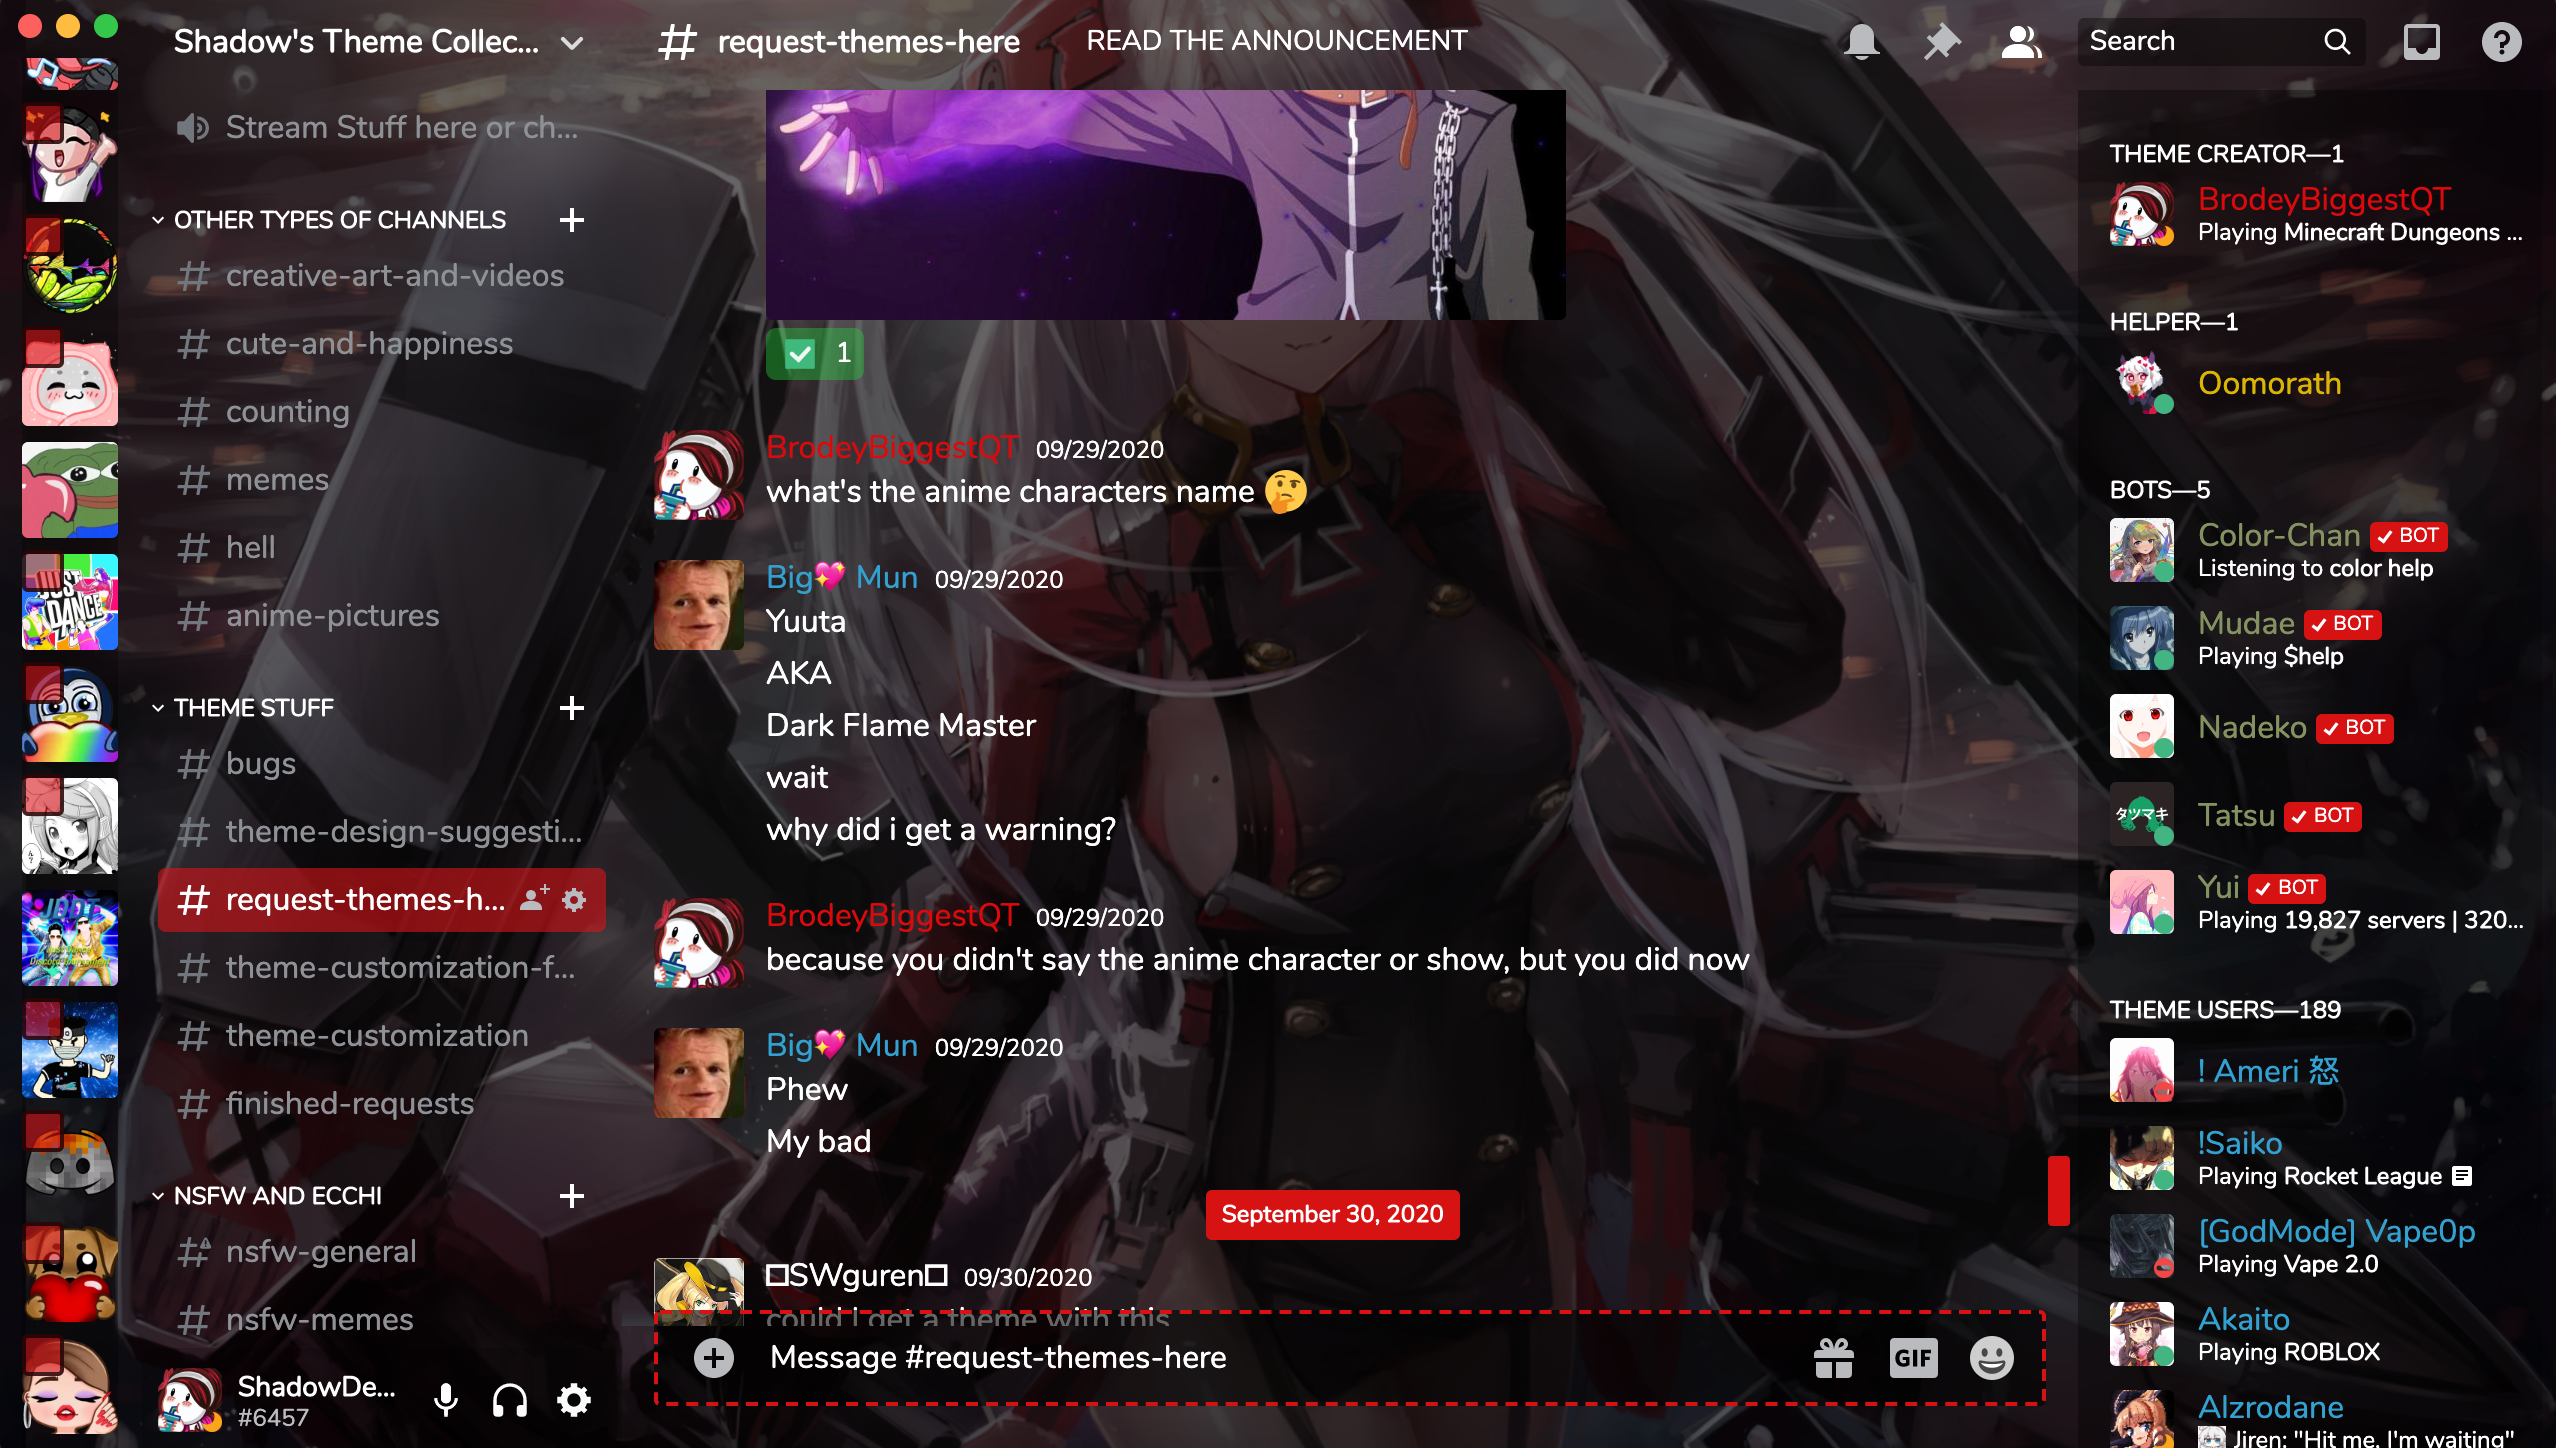 Shadow's Theme Collec...
Stream Stuff here or ch...
OTHER TYPES OF CHANNELS
creative-art-and-videos
cute-and-happiness
counting
memes
hell
anime-pictures
THEME STUFF
bugs
theme-design-suggesti...
request-themes-h...
theme-customization-f...
theme-customization
finished-requests
NSFW AND ECCHI
nsfw-general
nsfw-memes
ShadowDe...
#6457
JUST
DANCE
# request-themes-here READ THE ANNOUNCEMENT
Search
1
BrodeyBiggestQT 09/29/2020
what's the anime characters name 🤔
Big💖 Mun 09/29/2020
Yuuta
AKA
Dark Flame Master
wait
why did i get a warning?
BrodeyBiggestQT 09/29/2020
because you didn't say the anime character or show, but you did now
Big💖 Mun 09/29/2020
Phew
My bad
September 30, 2020
□SWguren□ 09/30/2020
could I get a theme with this
Message #request-themes-here
GIF
THEME CREATOR—1
BrodeyBiggestQT
Playing Minecraft Dungeons ...
HELPER—1
Oomorath
BOTS—5
Color-Chan BOT
Listening to color help
Mudae BOT
Playing $help
Nadeko BOT
タツマキ
Tatsu BOT
Yui BOT
Playing 19,827 servers | 320...
THEME USERS—189
! Ameri 怒
!Saiko
Playing Rocket League
[GodMode] Vape0p
Playing Vape 2.0
Akaito
Playing ROBLOX
Alzrodane
Jiren: "Hit me, I'm waiting"